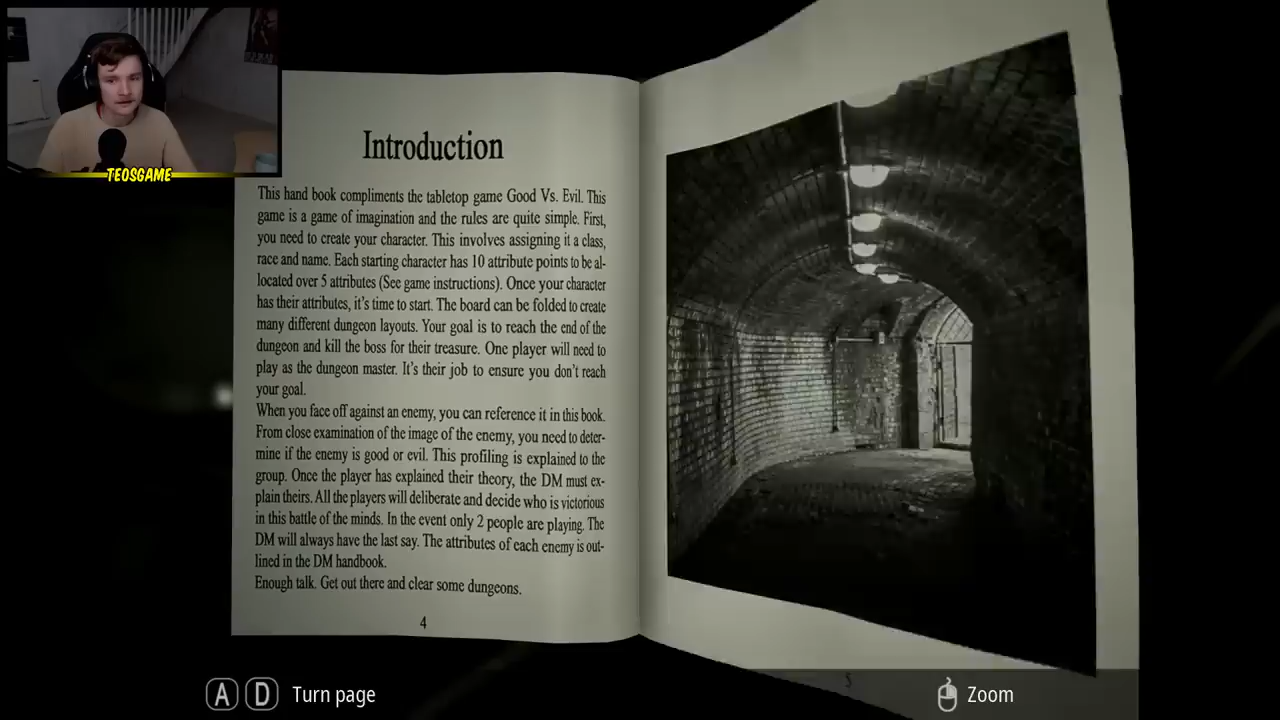 TEOSGAME
Introduction
This hand book compliments the tabletop game Good Vs. Evil. This
game is a game of imagination and the rules are quite simple. First,
you need to create your character. This involves assigning it a class,
race and name. Each starting character has 10 attribute points to be al-
located over 5 attributes (See game instructions). Once your character
has their attributes, it’s time to start. The board can be folded to create
many different dungeon layouts. Your goal is to reach the end of the
dungeon and kill the boss for their treasure. One player will need to
play as the dungeon master. It’s their job to ensure you don’t reach
your goal.
When you face off against an enemy, you can reference it in this book.
From close examination of the image of the enemy, you need to deter-
mine if the enemy is good or evil. This profiling is explained to the
group. Once the player has explained their theory, the DM must ex-
plain theirs. All the players will deliberate and decide who is victorious
in this battle of the minds. In the event only 2 people are playing. The
DM will always have the last say. The attributes of each enemy is out-
lined in the DM handbook.
Enough talk. Get out there and clear some dungeons.
4
5
A D Turn page
Zoom